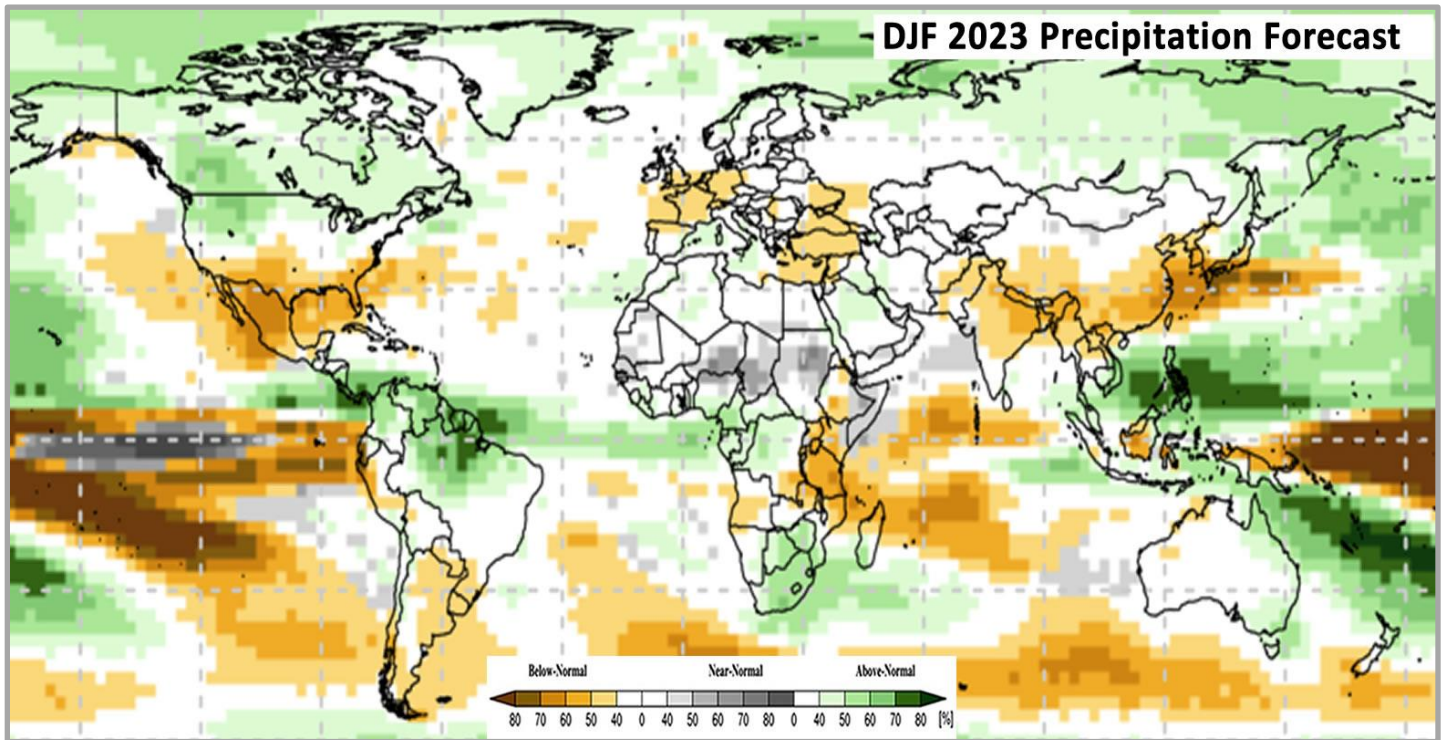 DJF 2023 Precipitation Forecast
Below-Normal Near-Normal Above-Normal
80 70 60 50 40 0 40 50 60 70 80 0 40 50 60 70 80 [%]